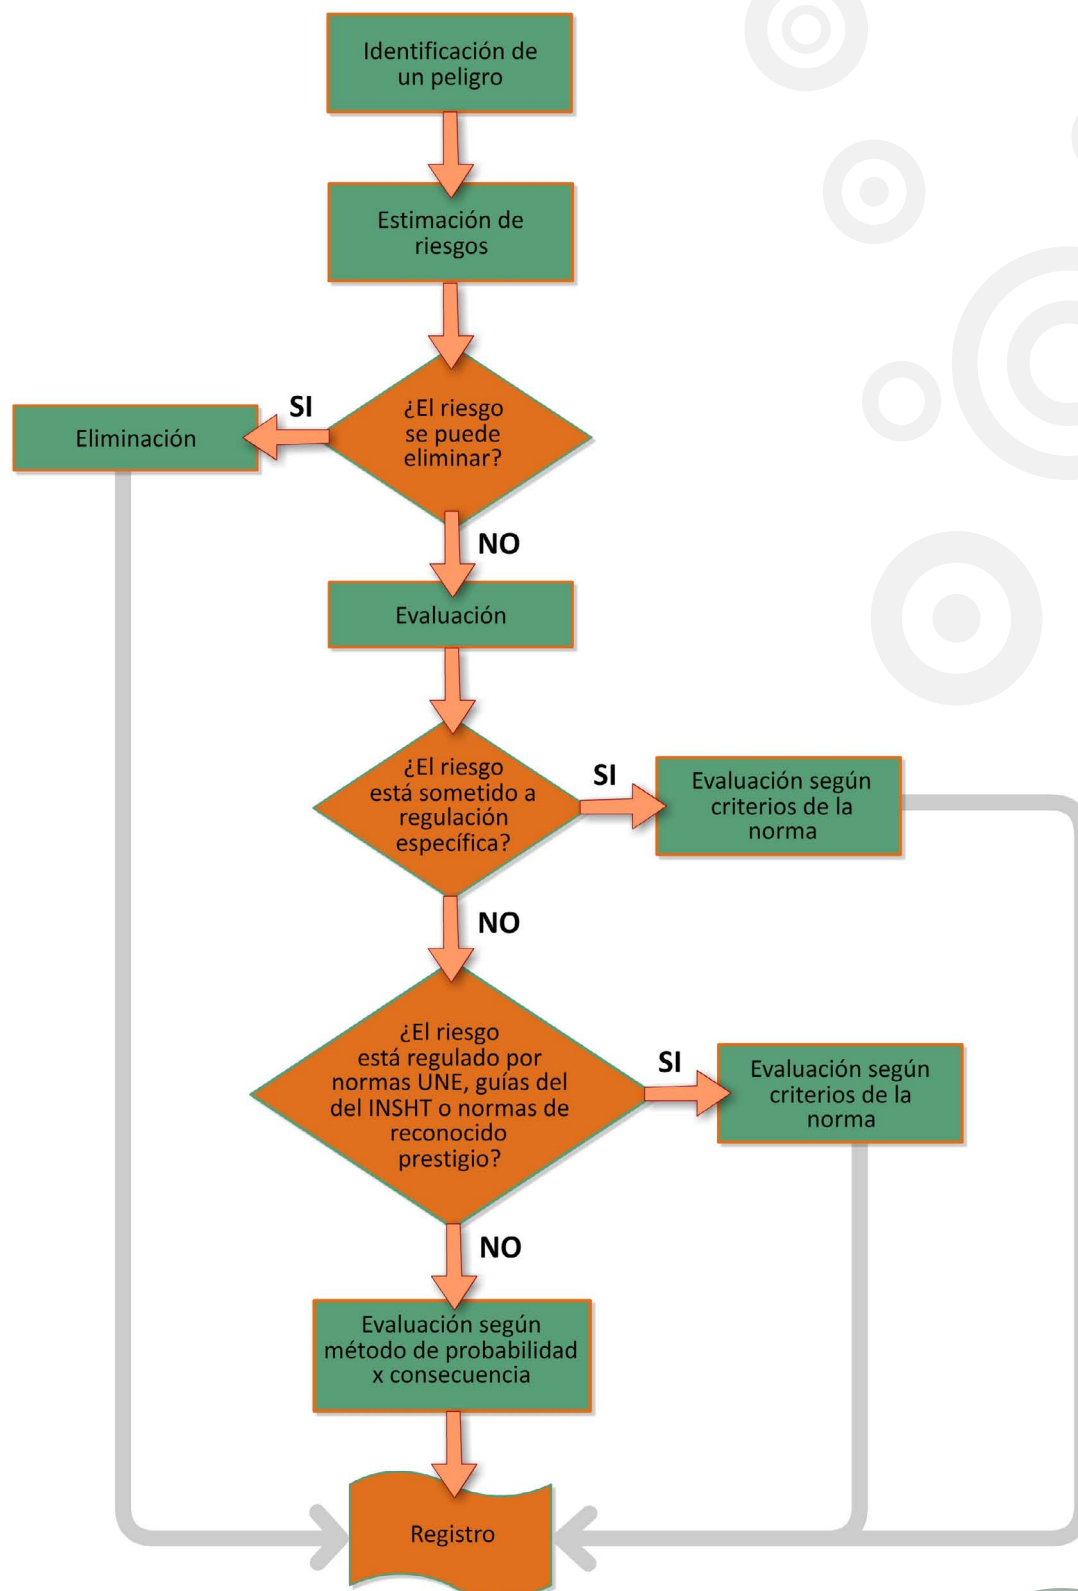 Identificación de
un peligro
Estimación de
riesgos
¿El riesgo
se puede
eliminar?
SI
Eliminación
NO
Evaluación
¿El riesgo
está sometido a
regulación
específica?
SI
Evaluación según
criterios de la
norma
NO
¿El riesgo
está regulado por
normas UNE, guías del
del INSHT o normas de
reconocido
prestigio?
SI
Evaluación según
criterios de la
norma
NO
Evaluación según
método de probabilidad
x consecuencia
Registro